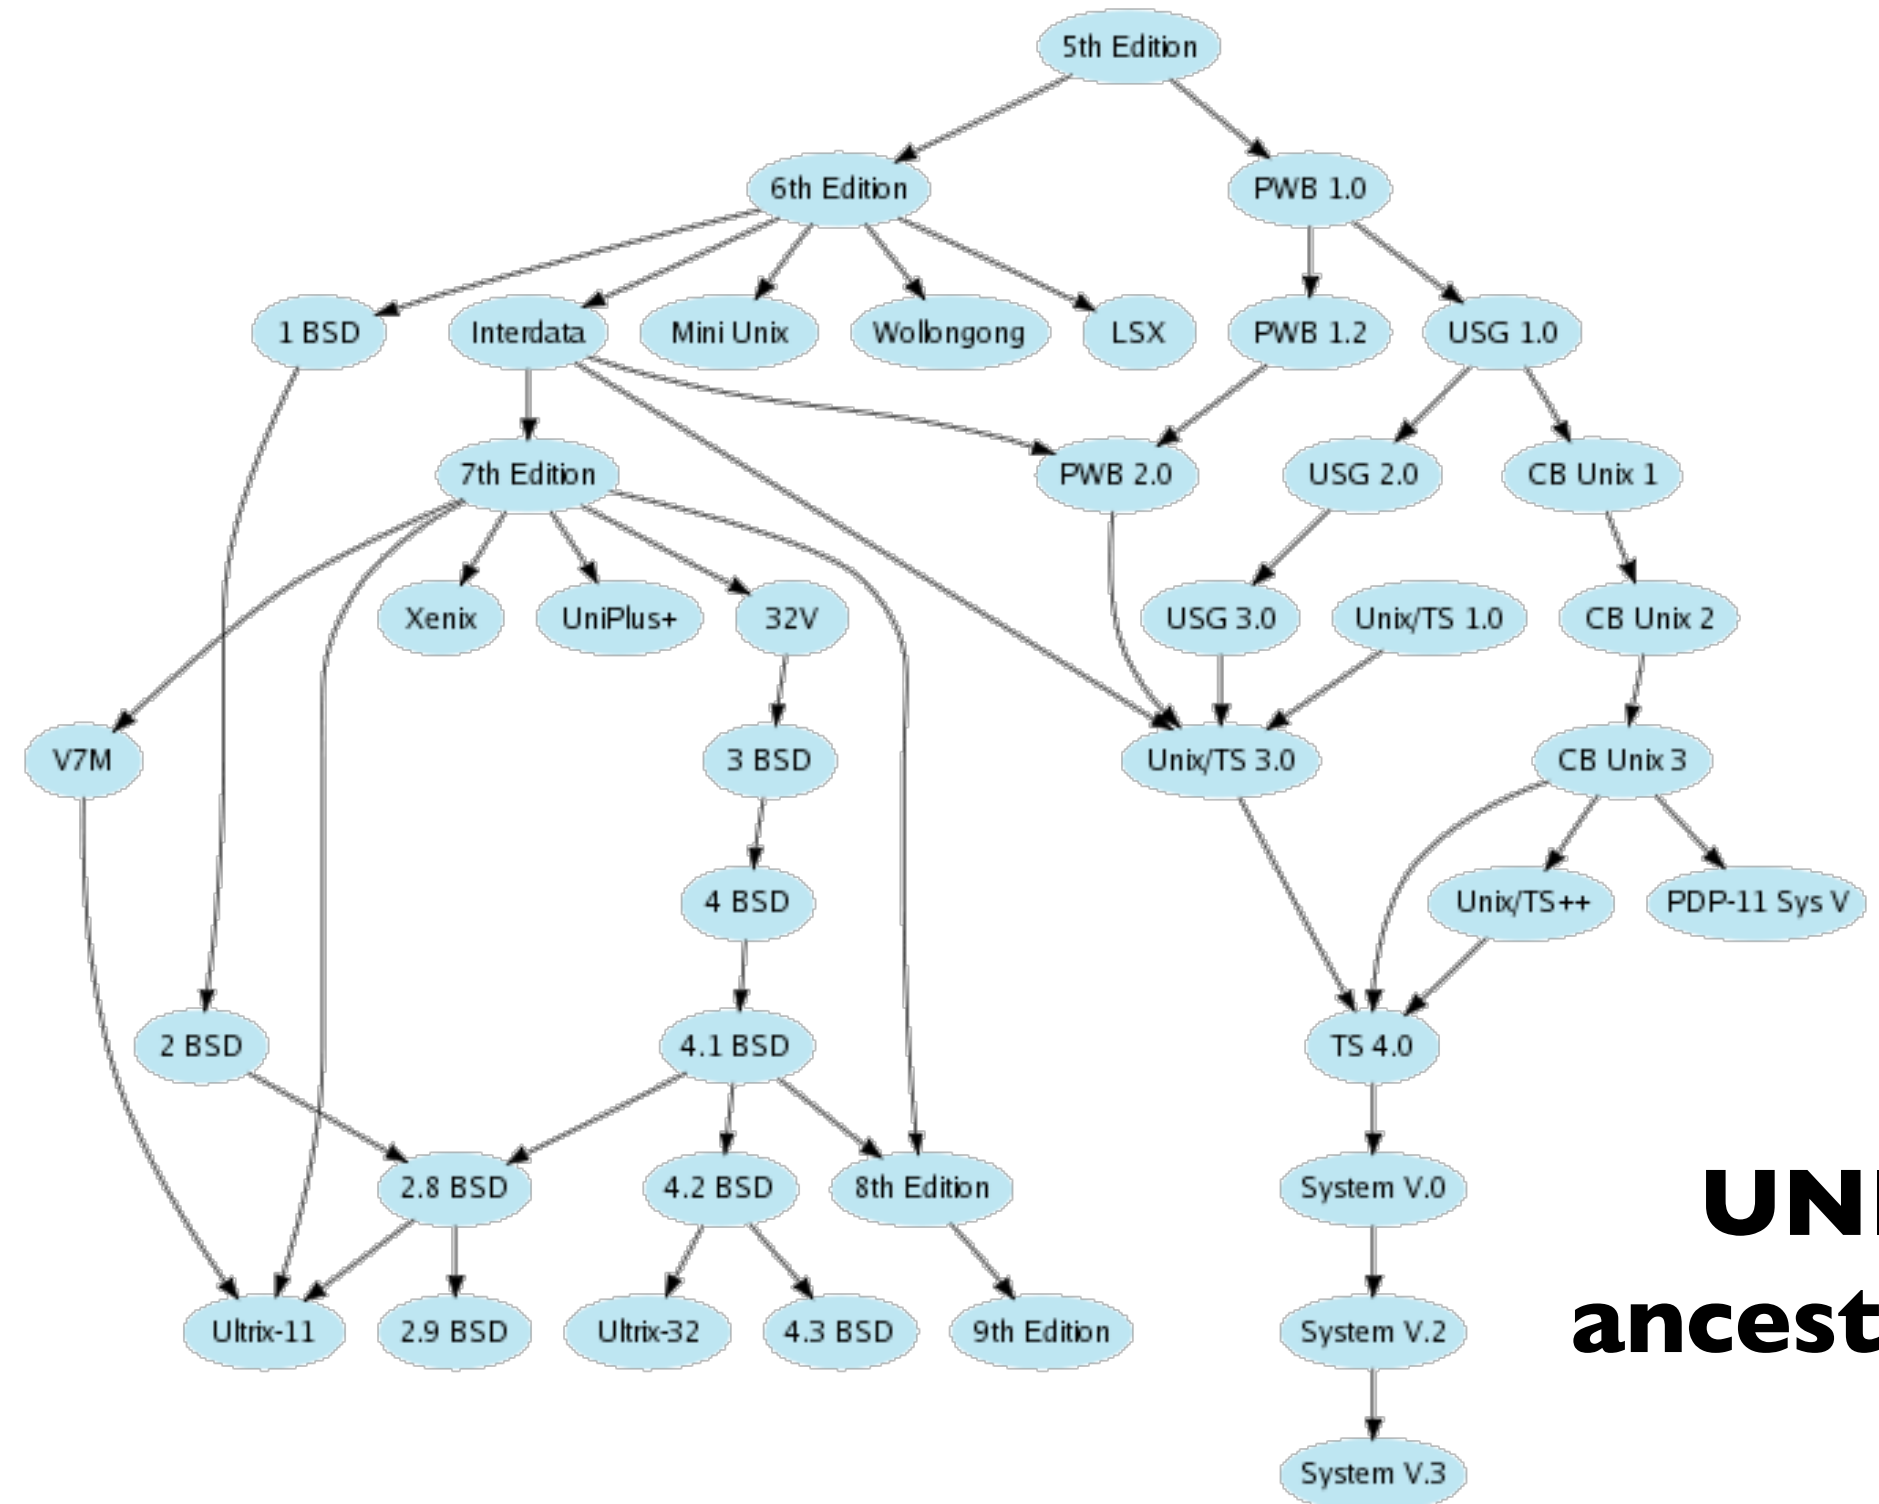 5th Edition
6th Edition
PWB 1.0
1 BSD
Interdata
Mini Unix
Wollongong
LSX
PWB 1.2
USG 1.0
7th Edition
PWB 2.0
USG 2.0
CB Unix 1
Xenix
UniPlus+
32V
USG 3.0
Unix/TS 1.0
CB Unix 2
V7M
3 BSD
Unix/TS 3.0
CB Unix 3
4 BSD
Unix/TS++
PDP-11 Sys V
2 BSD
4.1 BSD
TS 4.0
2.8 BSD
4.2 BSD
8th Edition
System V.0
UNI
ancest
Ultrix-11
2.9 BSD
Ultrix-32
4.3 BSD
9th Edition
System V.2
System V.3